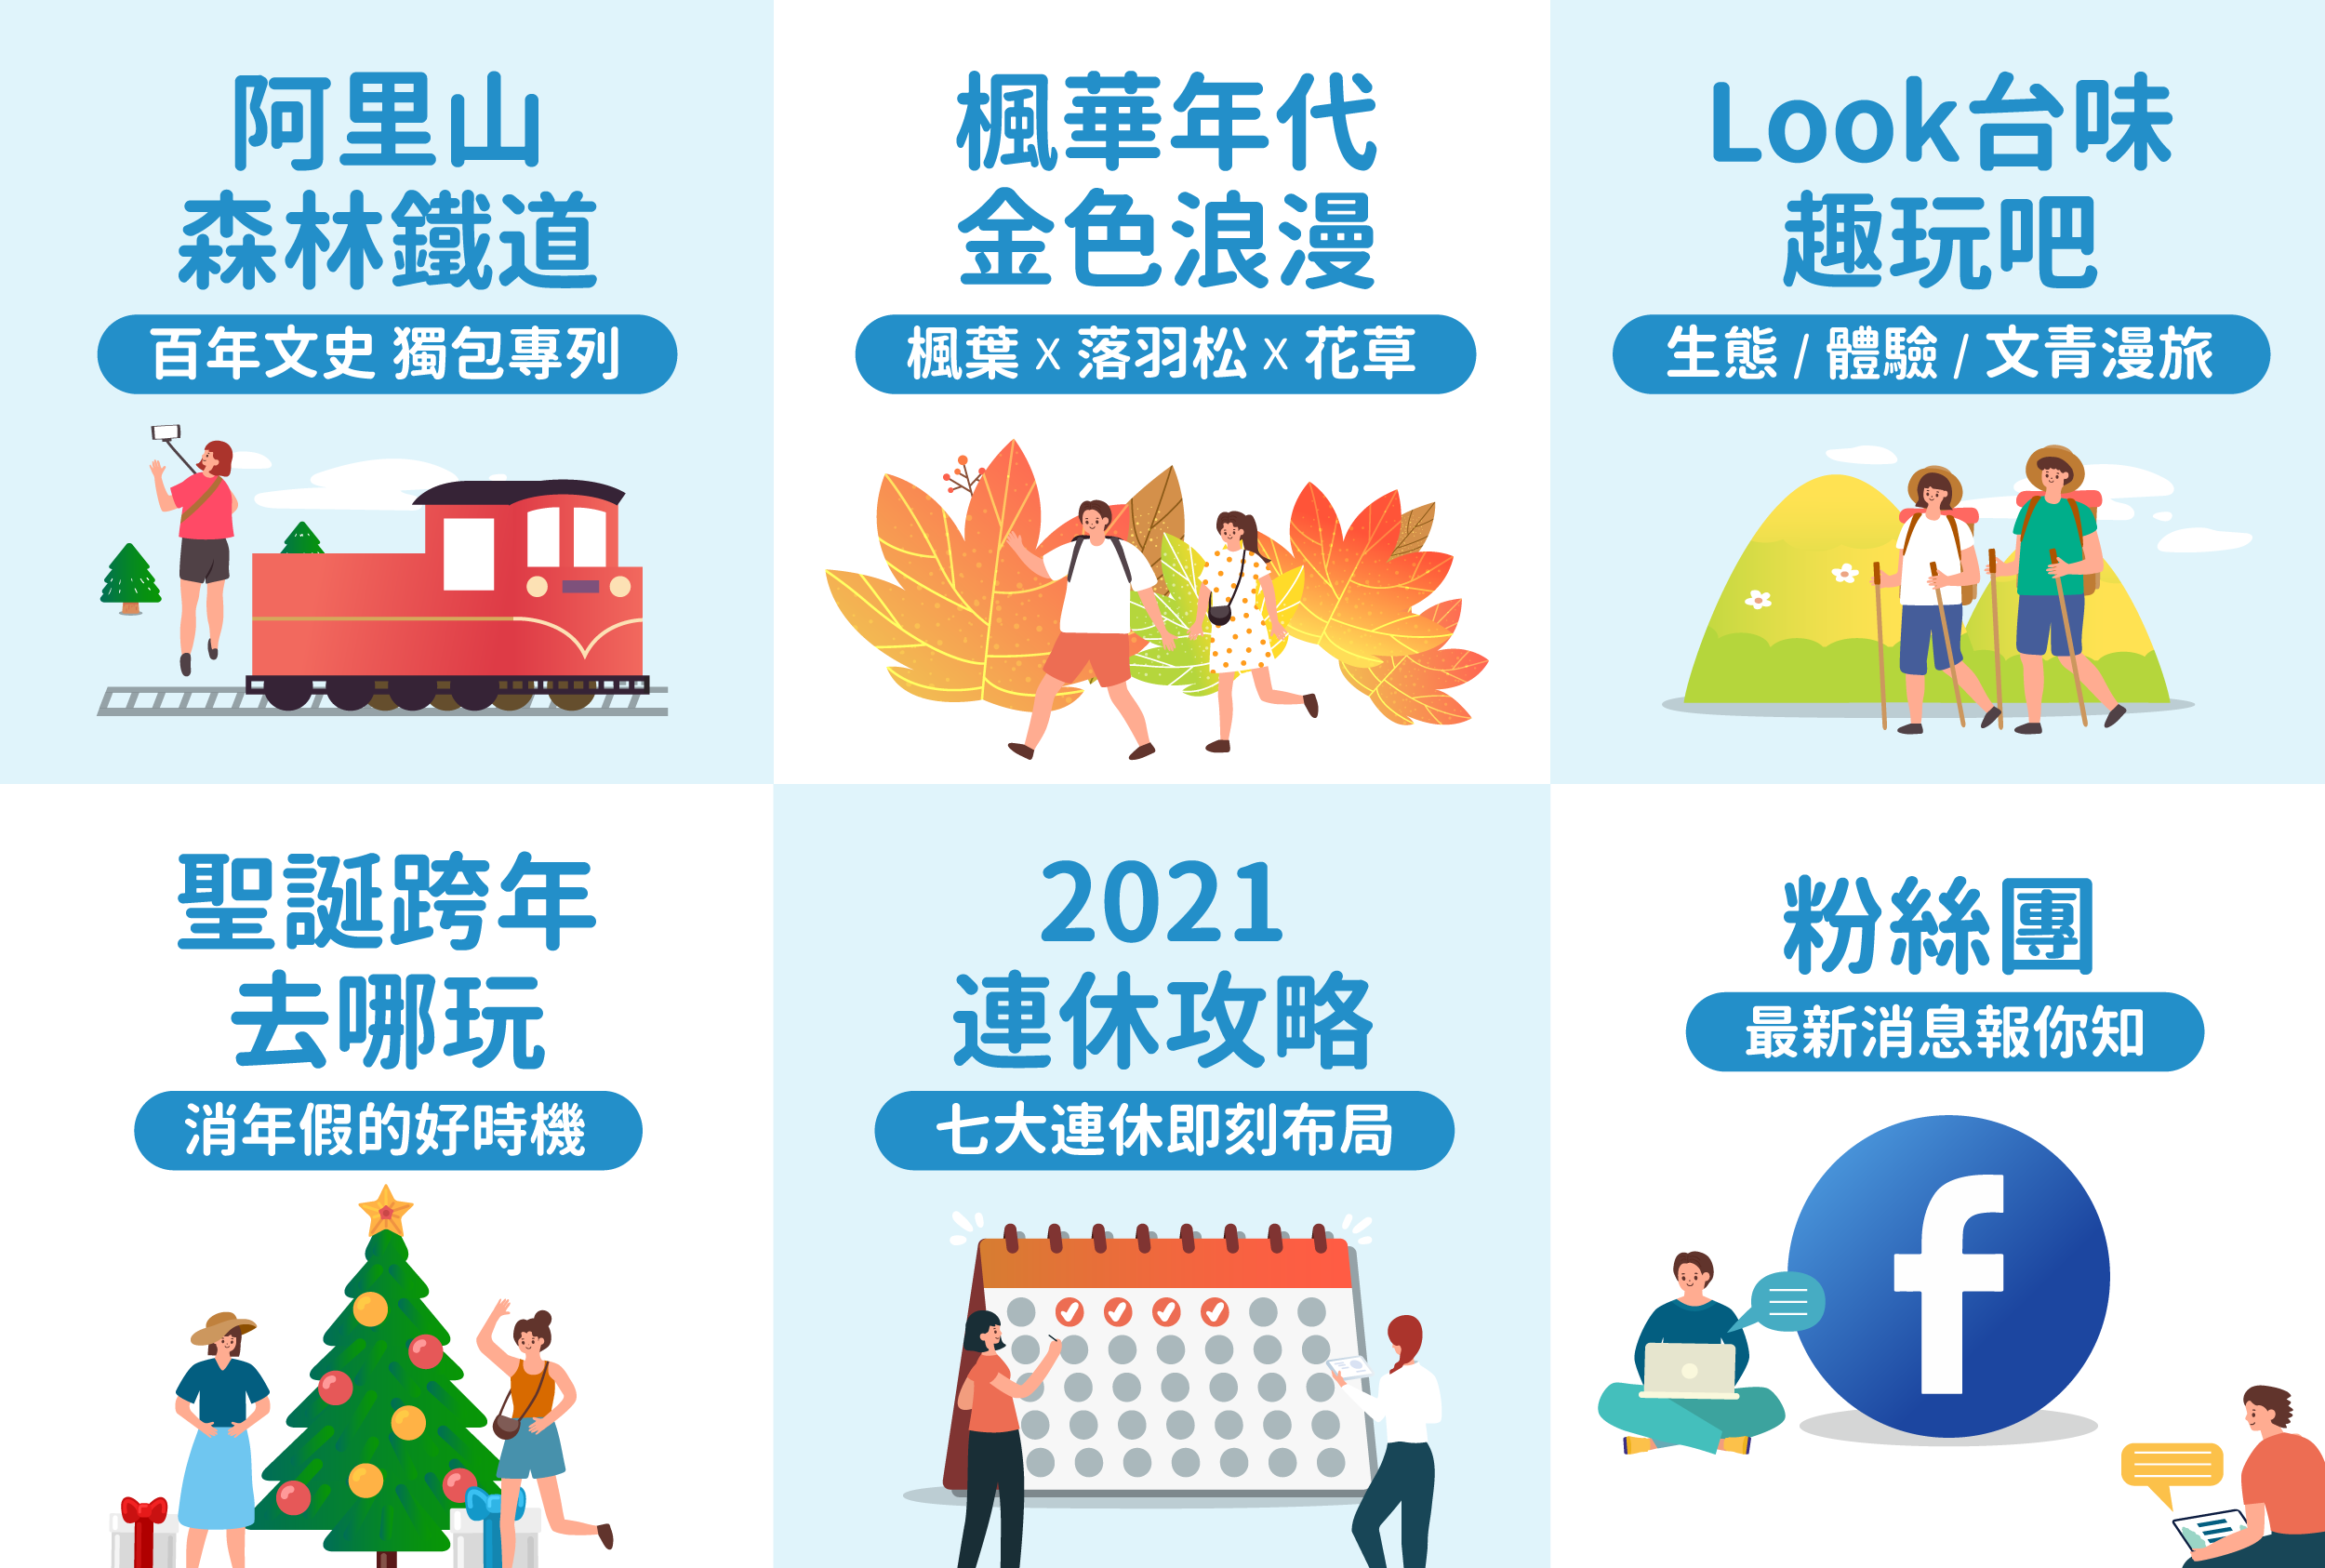 阿里山
森林鐵道
百年文史 獨包專列
楓華年代
金色浪漫
楓葉 x 落羽松 x 花草
Look台味
趣玩吧
生態 / 體驗 / 文青漫旅
聖誕跨年
去哪玩
消年假的好時機
2021
連休攻略
七大連休即刻布局
粉絲團
最新消息報你知
f